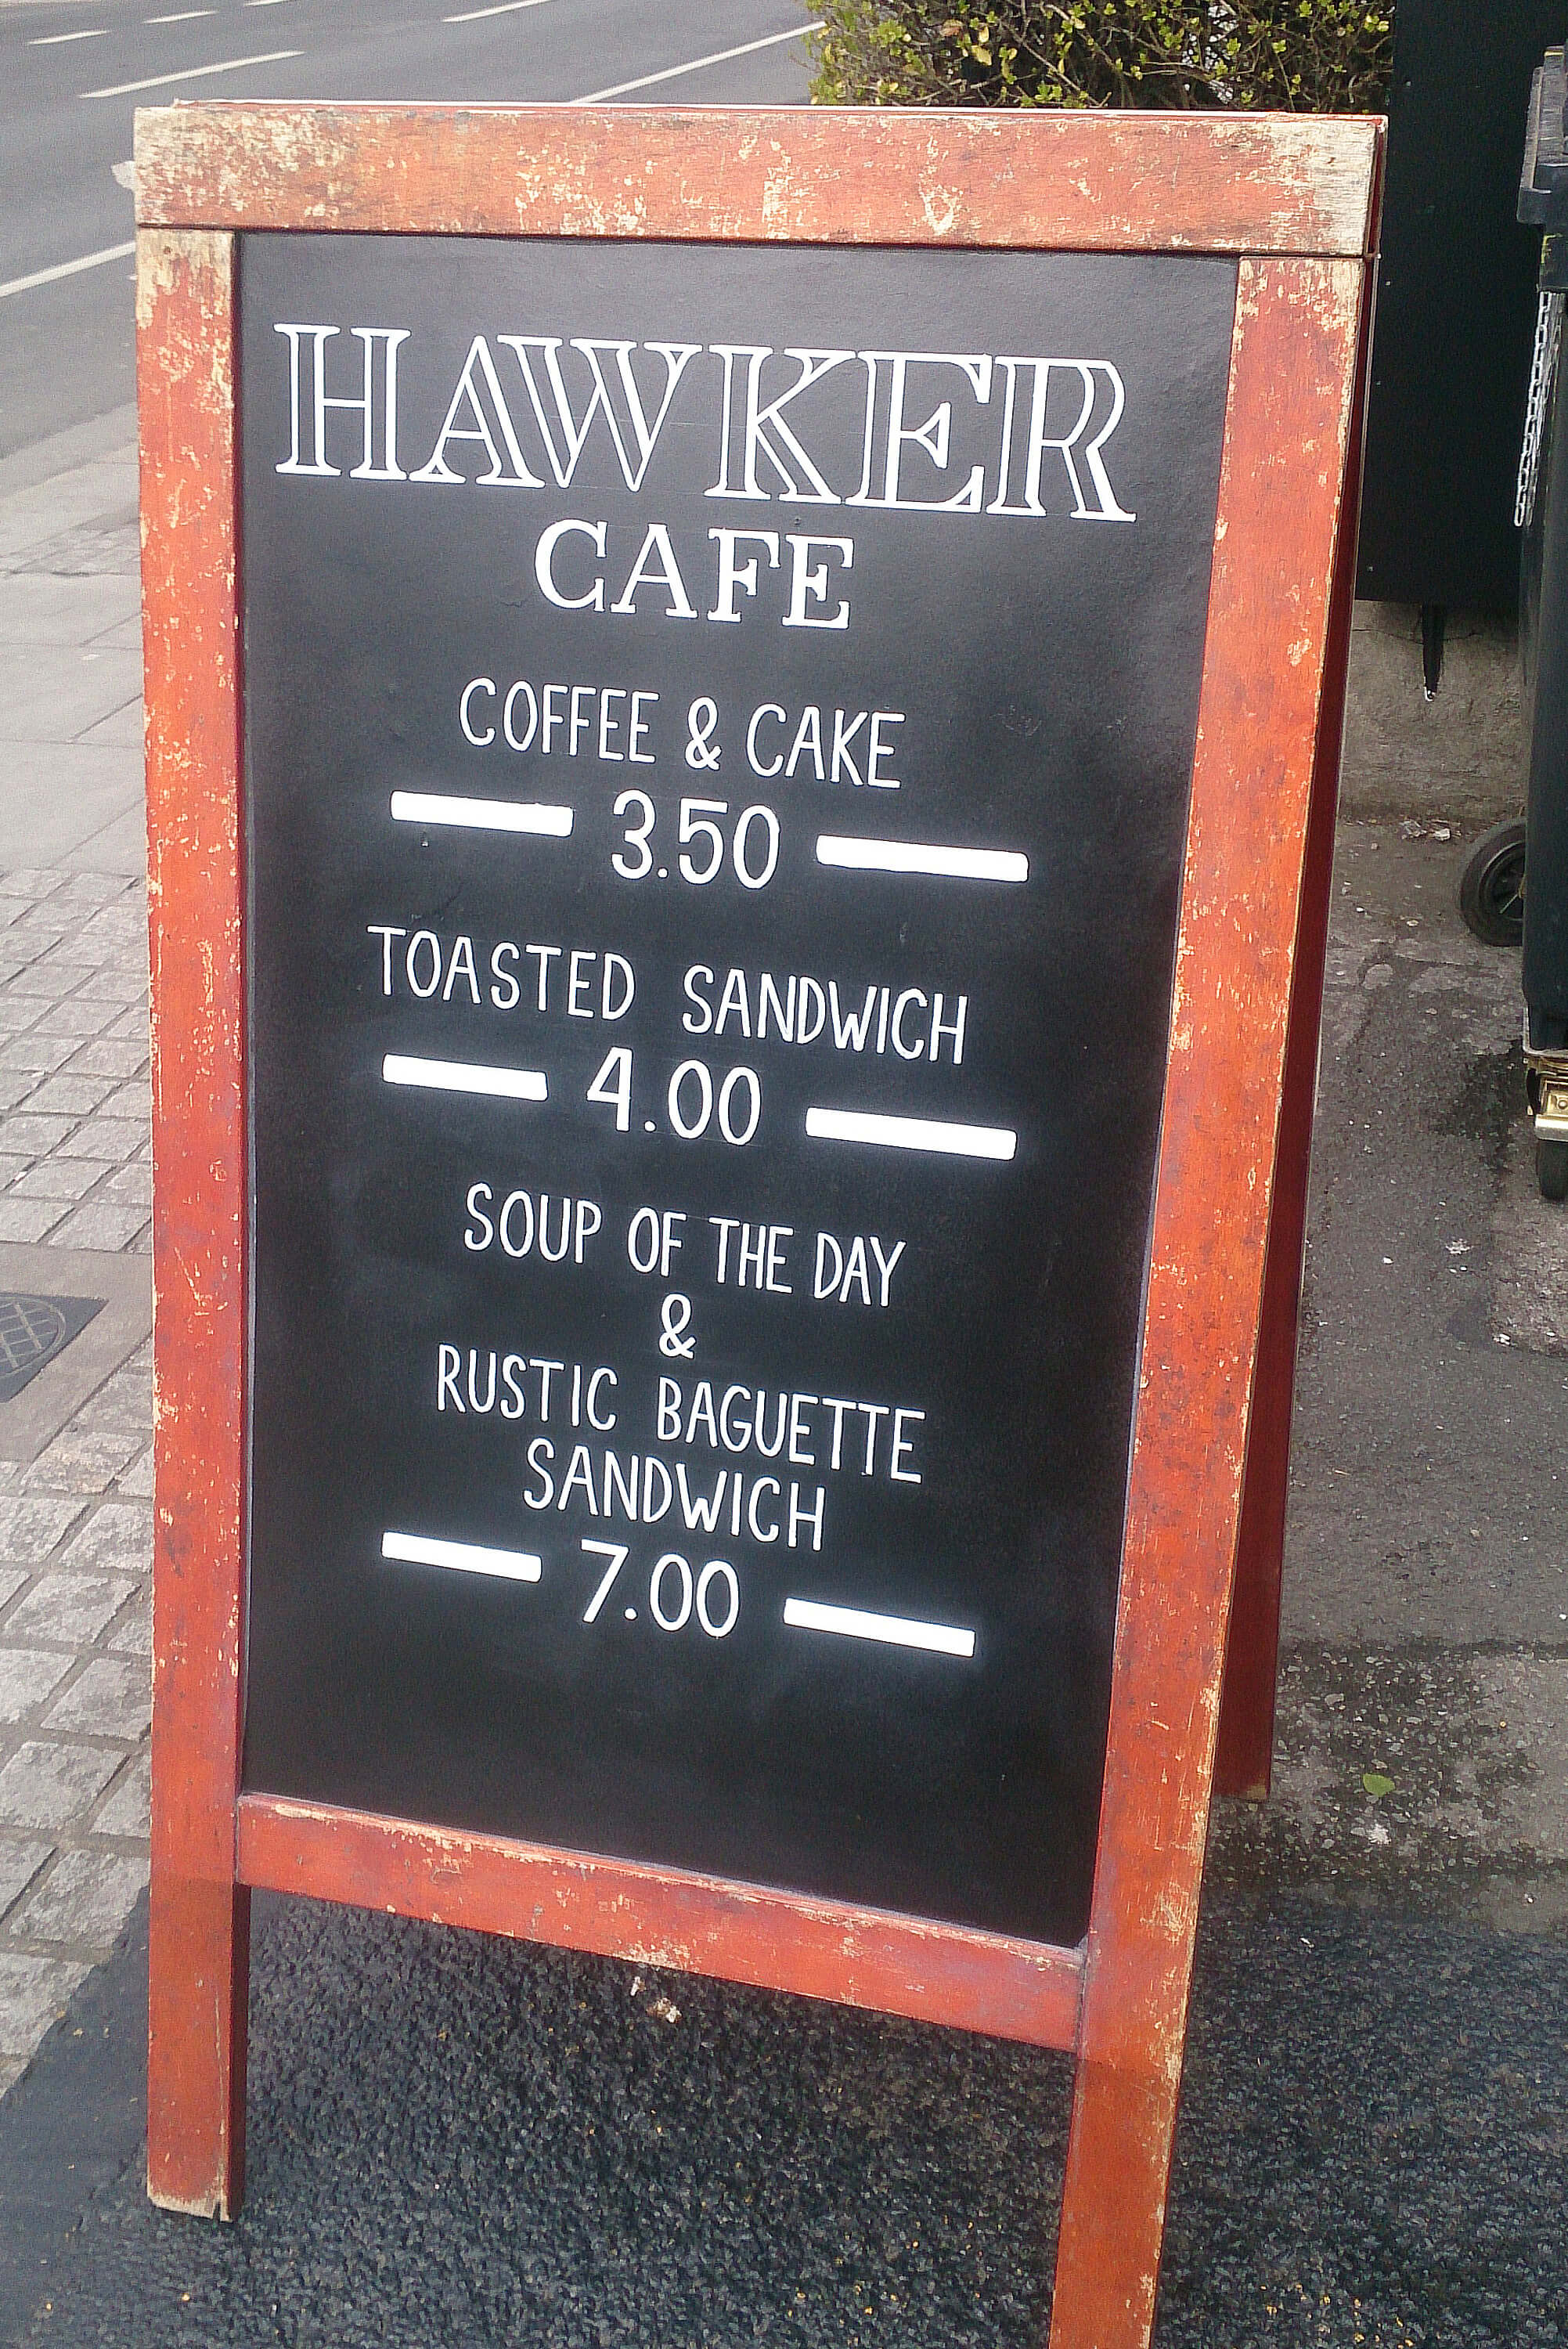 HAWKER
CAFE
COFFEE & CAKE
3.50
TOASTED SANDWICH
4.00
SOUP OF THE DAY
&
RUSTIC BAGUETTE
SANDWICH
7.00